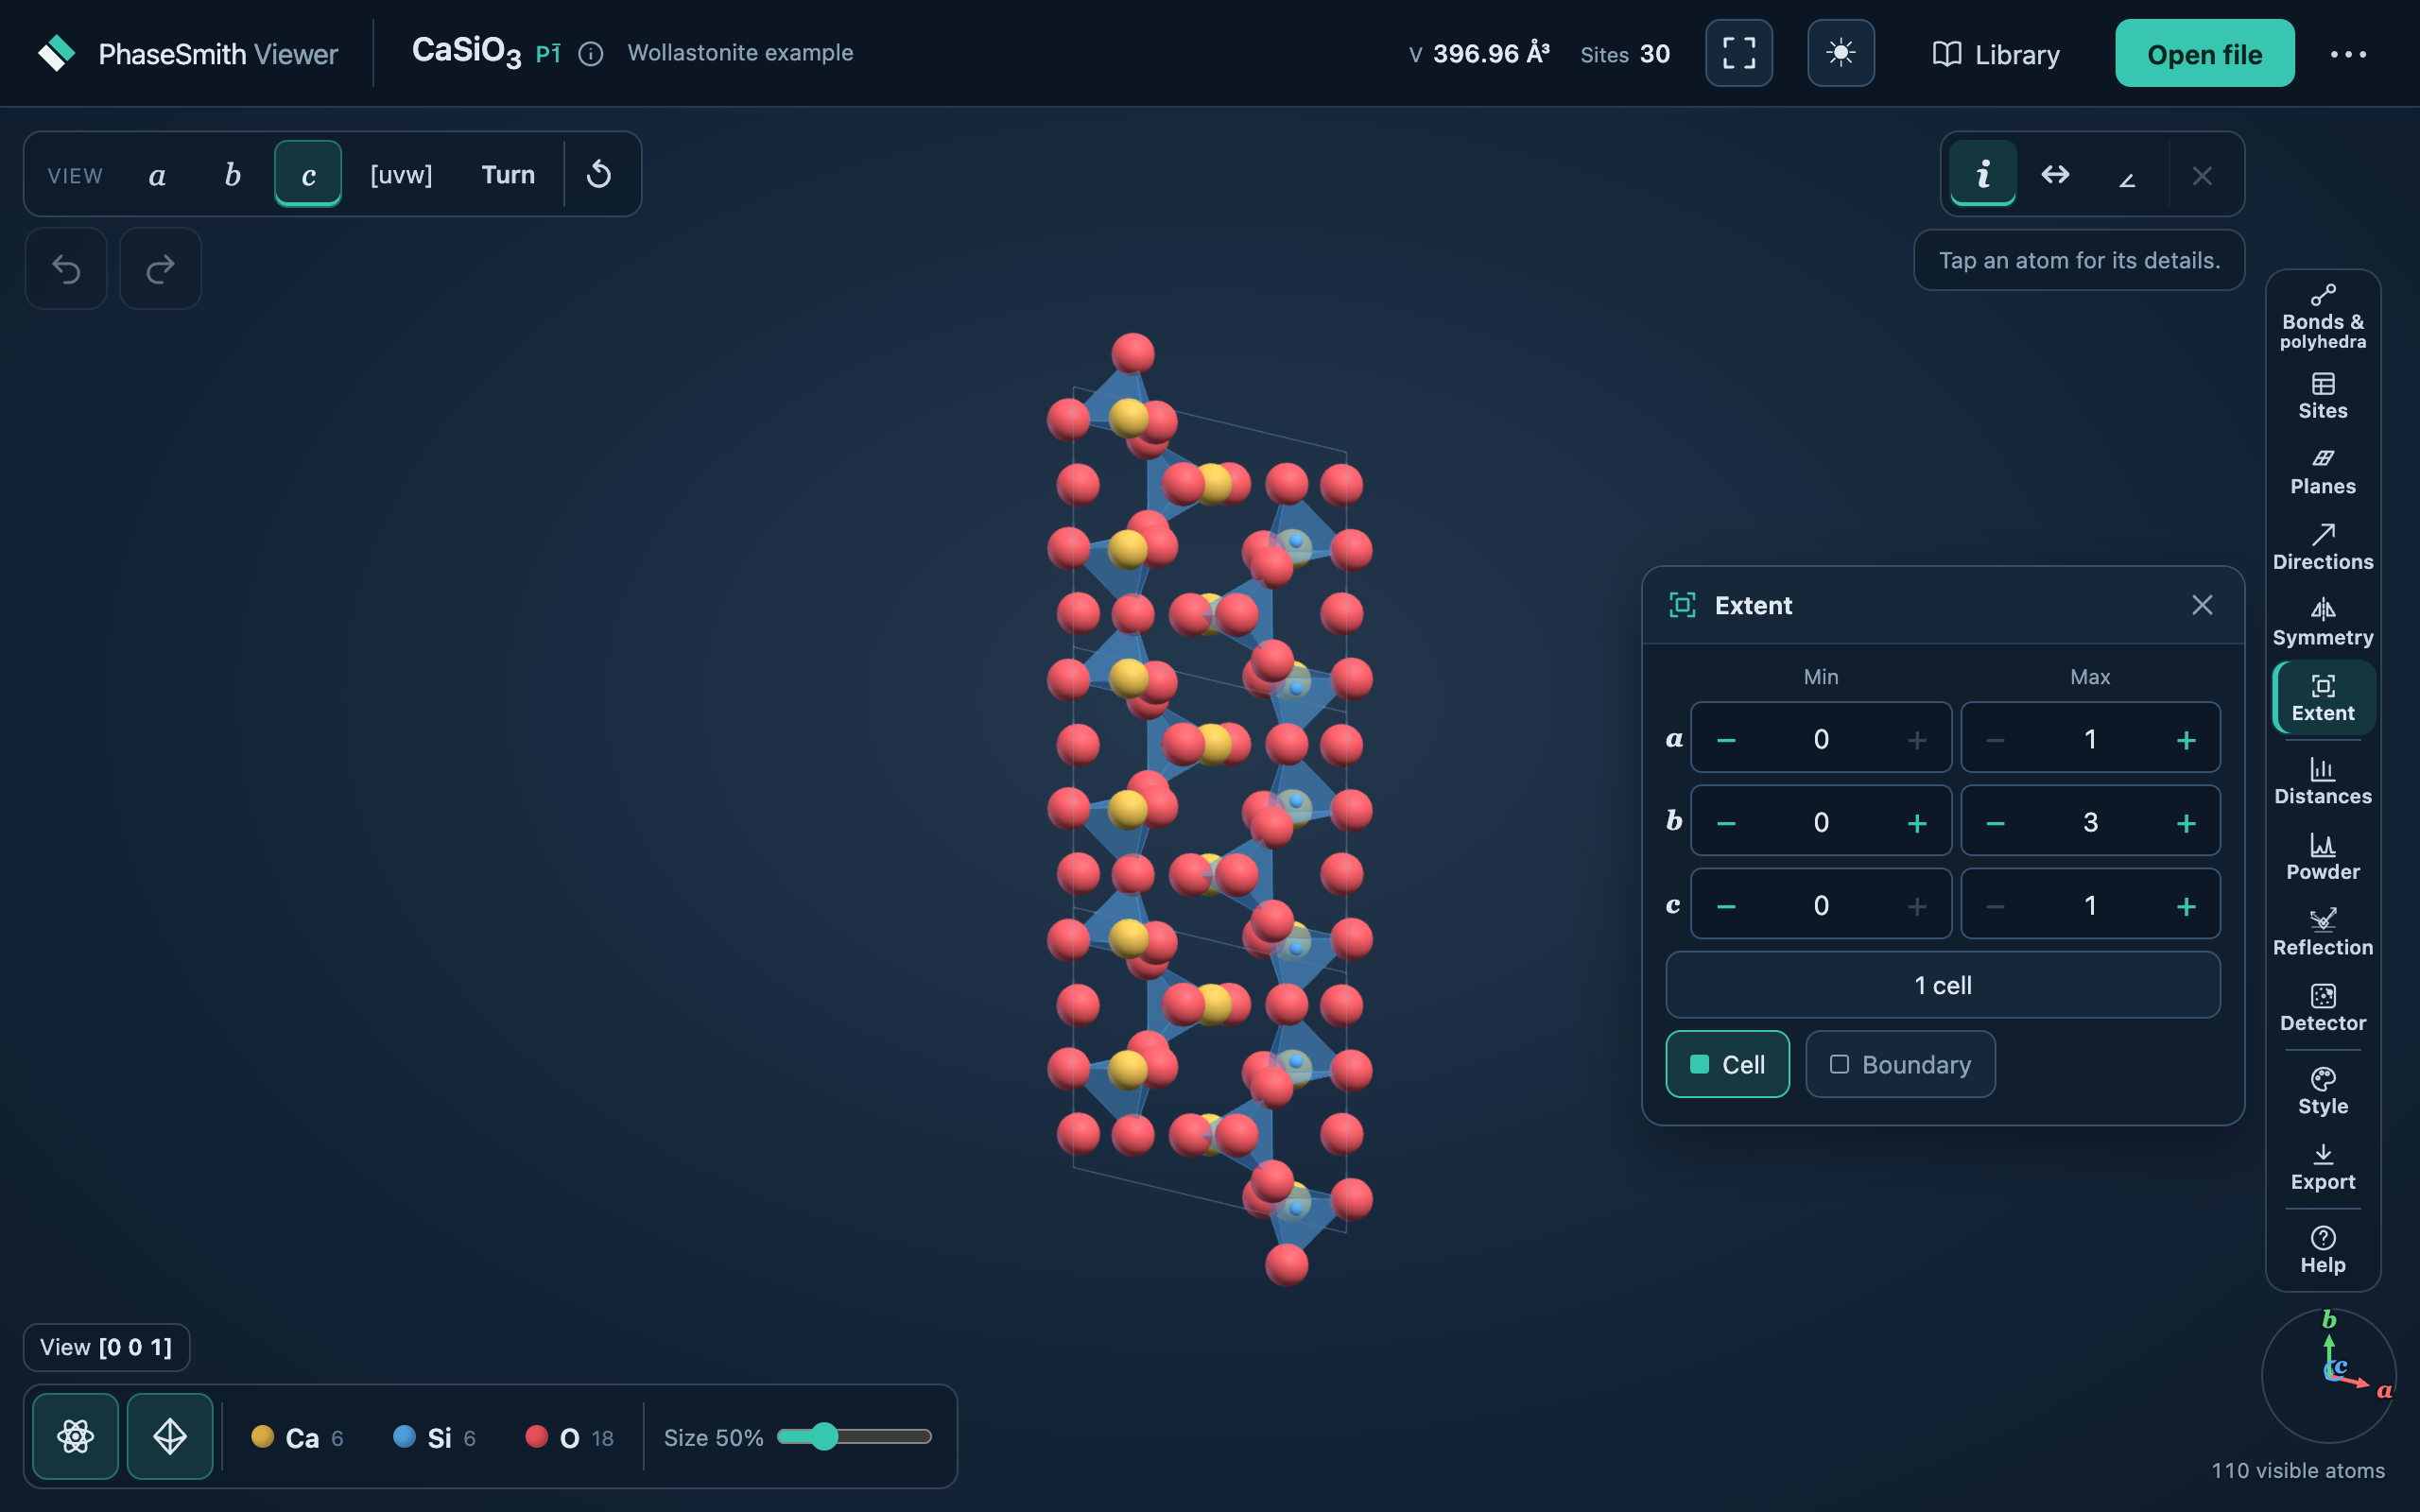 PhaseSmith Viewer
CaSiO₃ P1̄ i Wollastonite example
V 396.96 Å³ Sites 30
Library
Open file
VIEW a b c [uvw] Turn
i
Tap an atom for its details.
Bonds &
polyhedra
Sites
Planes
Directions
Symmetry
Extent
Distances
Powder
Reflection
Detector
Style
Export
Help
Extent
Min Max
a − 0 + − 1 +
b − 0 + − 3 +
c − 0 + − 1 +
1 cell
Cell Boundary
View [0 0 1]
Ca 6 Si 6 O 18 Size 50%
b
c
a
110 visible atoms